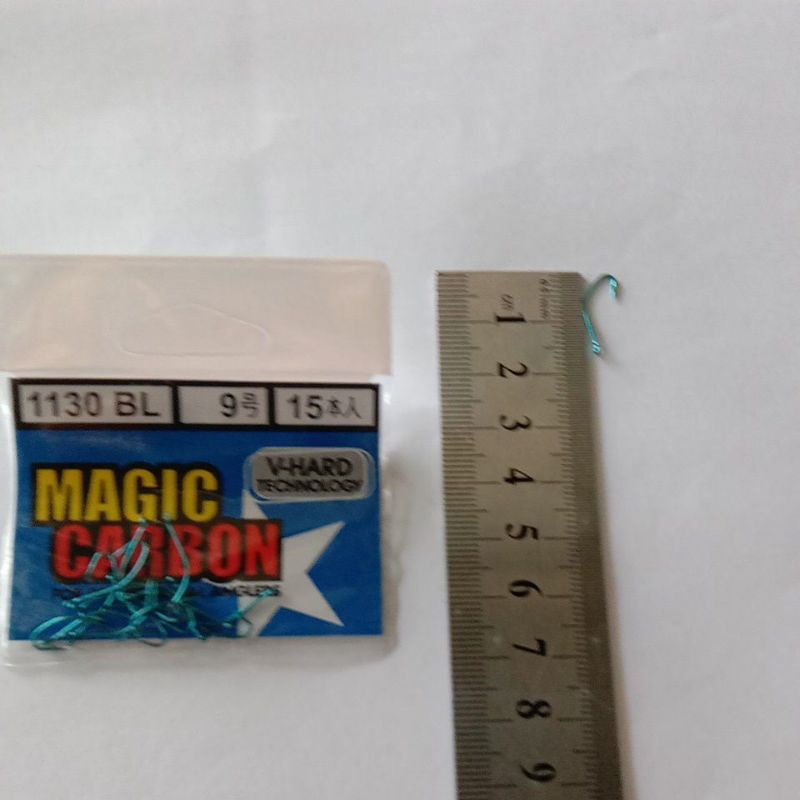 1130 BL
9号
15本入
V-HARD
TECHNOLOGY
MAGIC
CARBON
1
2
3
4
5
6
7
8
9